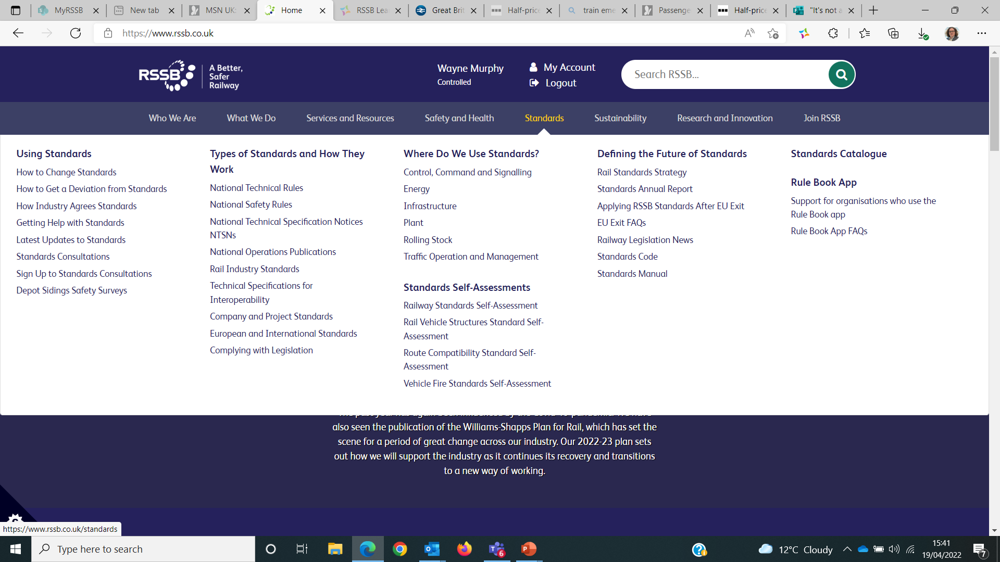 MyRSSB
New tab
MSN UK:
Home
RSSB Lea
Great Brit
Half-price
train eme
Passenge
Half-price
"It's not a
https://www.rssb.co.uk
RSSB
A Better,
Safer
Railway
Wayne Murphy
Controlled
My Account
Logout
Search RSSB...
Who We Are
What We Do
Services and Resources
Safety and Health
Standards
Sustainability
Research and Innovation
Join RSSB
Using Standards
How to Change Standards
How to Get a Deviation from Standards
How Industry Agrees Standards
Getting Help with Standards
Latest Updates to Standards
Standards Consultations
Sign Up to Standards Consultations
Depot Sidings Safety Surveys
Types of Standards and How They
Work
National Technical Rules
National Safety Rules
National Technical Specification Notices
NTSNs
National Operations Publications
Rail Industry Standards
Technical Specifications for
Interoperability
Company and Project Standards
European and International Standards
Complying with Legislation
Where Do We Use Standards?
Control, Command and Signalling
Energy
Infrastructure
Plant
Rolling Stock
Traffic Operation and Management
Standards Self-Assessments
Railway Standards Self-Assessment
Rail Vehicle Structures Standard Self-
Assessment
Route Compatibility Standard Self-
Assessment
Vehicle Fire Standards Self-Assessment
Defining the Future of Standards
Rail Standards Strategy
Standards Annual Report
Applying RSSB Standards After EU Exit
EU Exit FAQs
Railway Legislation News
Standards Code
Standards Manual
Standards Catalogue
Rule Book App
Support for organisations who use the
Rule Book app
Rule Book App FAQs
also seen the publication of the Williams-Shapps Plan for Rail, which has set the
scene for a period of great change across our industry. Our 2022-23 plan sets
out how we will support the industry as it continues its recovery and transitions
to a new way of working.
https://www.rssb.co.uk/standards
Type here to search
6
12°C Cloudy
15:41
19/04/2022
7